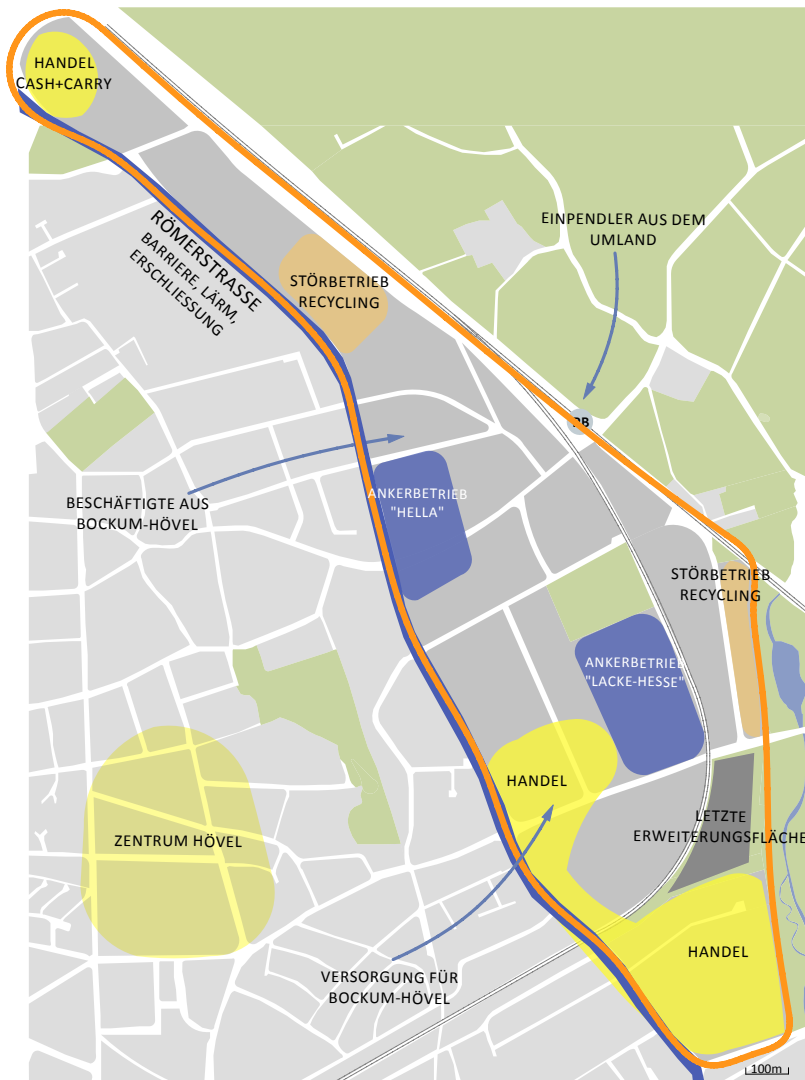 HANDEL
CASH+CARRY
RÖMERSTRASSE
BARRIERE, LÄRM,
ERSCHLIESSUNG
STÖRBETRIEB
RECYCLING
EINPENDLER AUS DEM
UMLAND
BESCHÄFTIGTE AUS
BOCKUM-HÖVEL
ANKERBETRIEB
"HELLA"
STÖRBETRIEB
RECYCLING
ANKERBETRIEB
"LACKE-HESSE"
HANDEL
LETZTE
ERWEITERUNGSFLÄCHE
ZENTRUM HÖVEL
HANDEL
VERSORGUNG FÜR
BOCKUM-HÖVEL
100m